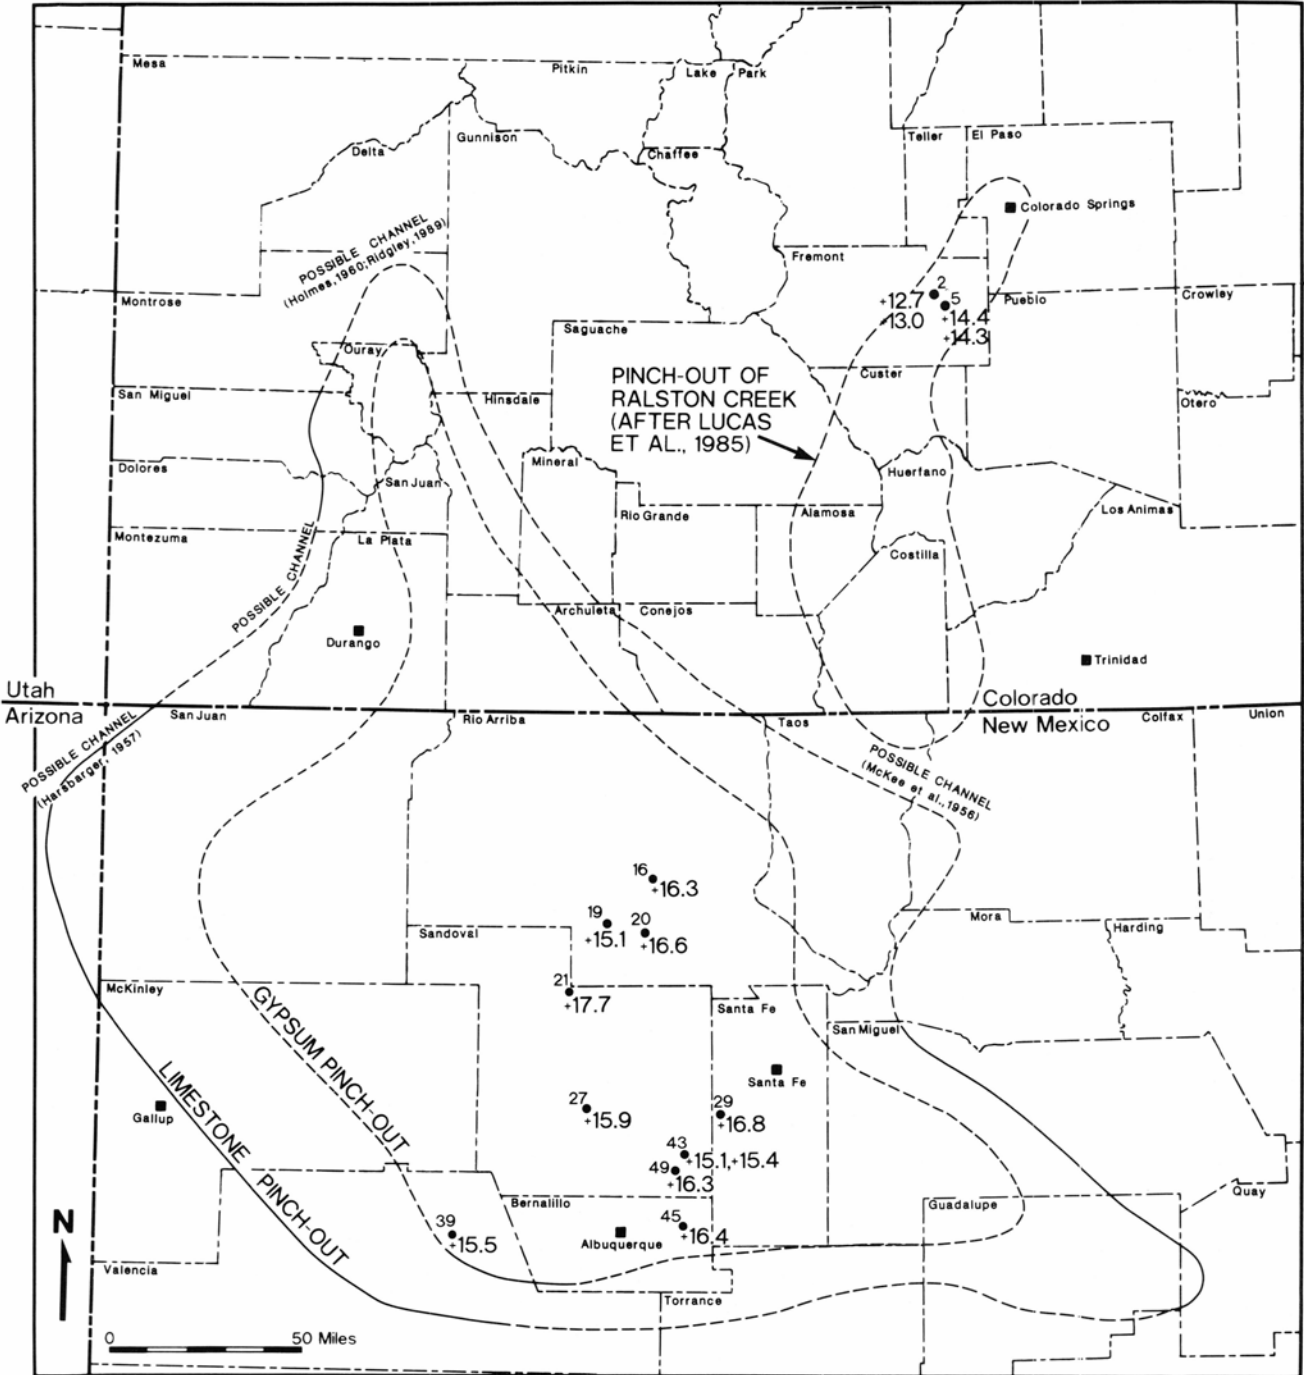 Mesa
Pitkin
Lake
Park
Gunnison
Delta
Chaffee
Teller
El Paso
Colorado Springs
POSSIBLE CHANNEL
(Holmes,1960;Ridgley,1989)
Fremont
Montrose
2
+12.7
+13.0
5
+14.4
+14.3
Pueblo
Crowley
Saguache
Ouray
PINCH-OUT OF
RALSTON CREEK
(AFTER LUCAS
ET AL., 1985)
Custer
San Miguel
Hinsdale
Otero
Dolores
Mineral
San Juan
Huerfano
Rio Grande
Alamosa
Los Animas
Montezuma
La Plata
Costilla
POSSIBLE CHANNEL
Archuleta
Conejos
Durango
Trinidad
Utah
Arizona
Colorado
New Mexico
San Juan
Rio Arriba
Taos
Colfax
Union
POSSIBLE CHANNEL
(Harshbarger, 1957)
POSSIBLE CHANNEL
(McKee et al.,1956)
16
+16.3
19
+15.1
20
+16.6
Sandoval
Mora
Harding
McKinley
21
+17.7
Santa Fe
San Miguel
GYPSUM PINCH-OUT
LIMESTONE PINCH-OUT
Santa Fe
Gallup
27
+15.9
29
+16.8
43
+15.1,+15.4
49
+16.3
Bernalillo
Guadalupe
Quay
39
+15.5
Albuquerque
45
+16.4
N
Valencia
Torrance
0
50 Miles